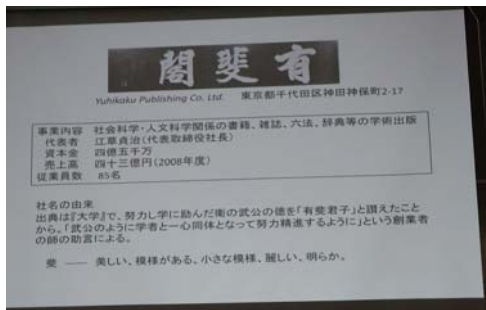 閣斐有
Yuhikaku Publishing Co., Ltd. 東京都千代田区神田神保町2-17
事業内容 社会科学・人文科学関係の書籍、雑誌、六法、辞典等の学術出版
代表者 江草貞治(代表取締役社長)
資本金 四億五千万
売上高 四十三億円(2008年度)
従業員数 85名
社名の由来
出典は『大学』で、努力し学に励んだ衛の武公の徳を「有斐君子」と讃えたこと
から、「武公のように学者と一心同体となって努力精進するように」という創業者
の師の助言による。
斐 —— 美しい、模様がある、小さな模様、麗しい、明らか。